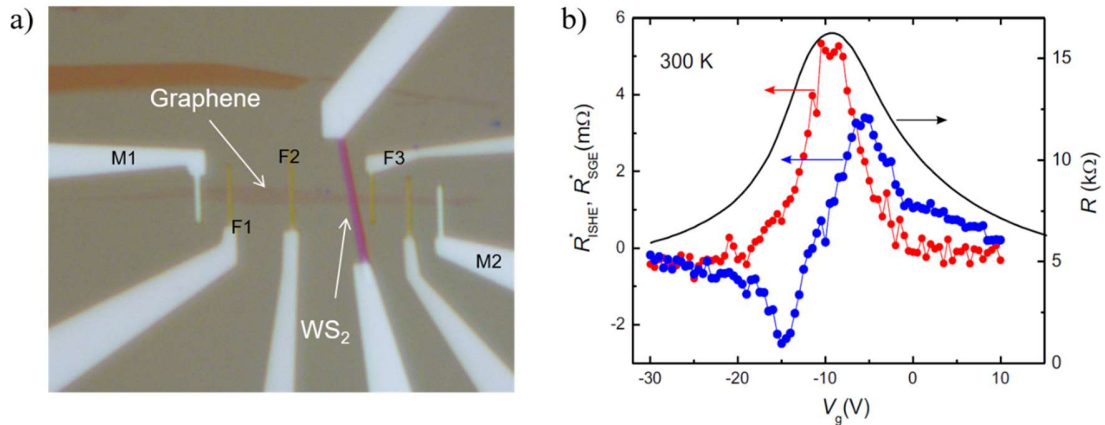 a)
Graphene
M1
F2
F3
F1
M2
WS₂
b)
6
4
2
0
-2
R*ISHE, R*SGE(mΩ)
300 K
15
10
5
0
R (kΩ)
-30 -20 -10 0 10
Vg(V)